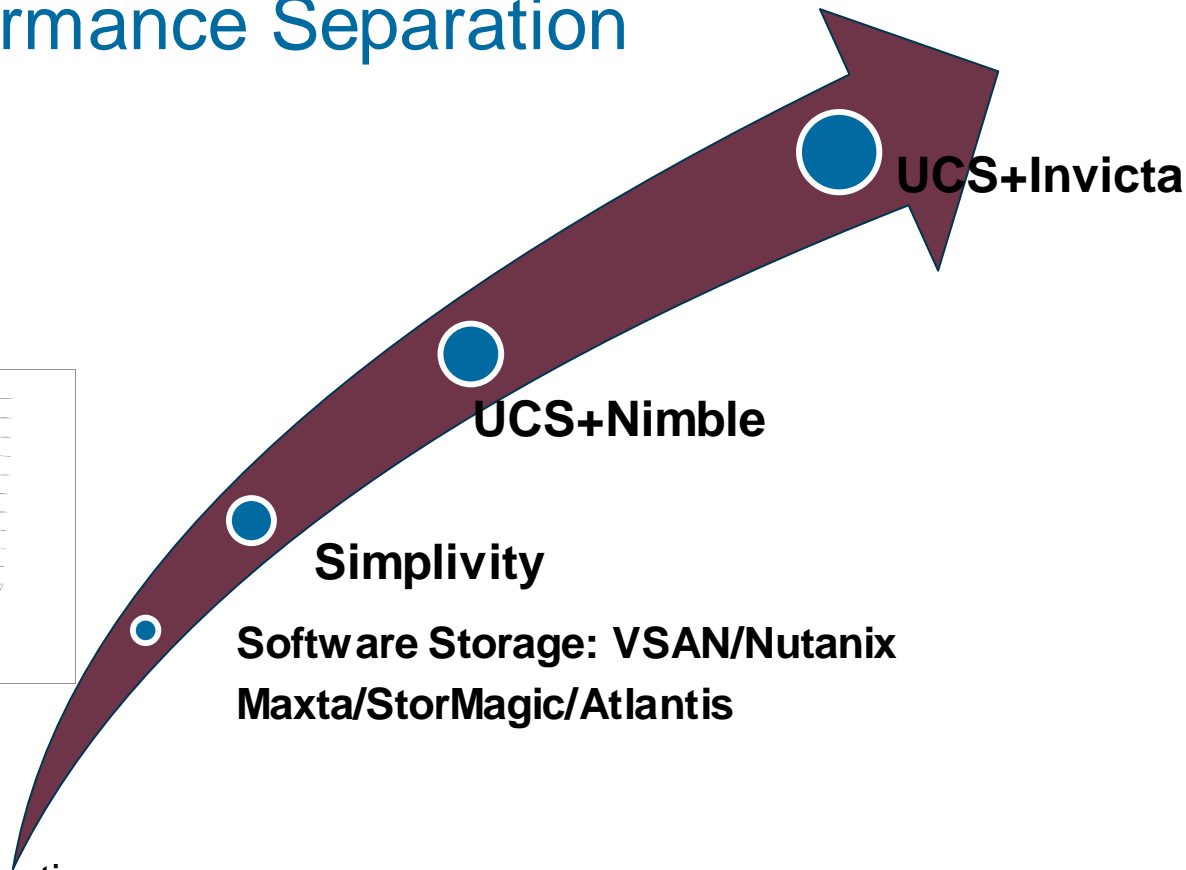 rmance Separation
UCS+Invicta
UCS+Nimble
Simplivity
Software Storage: VSAN/Nutanix
Maxta/StorMagic/Atlantis